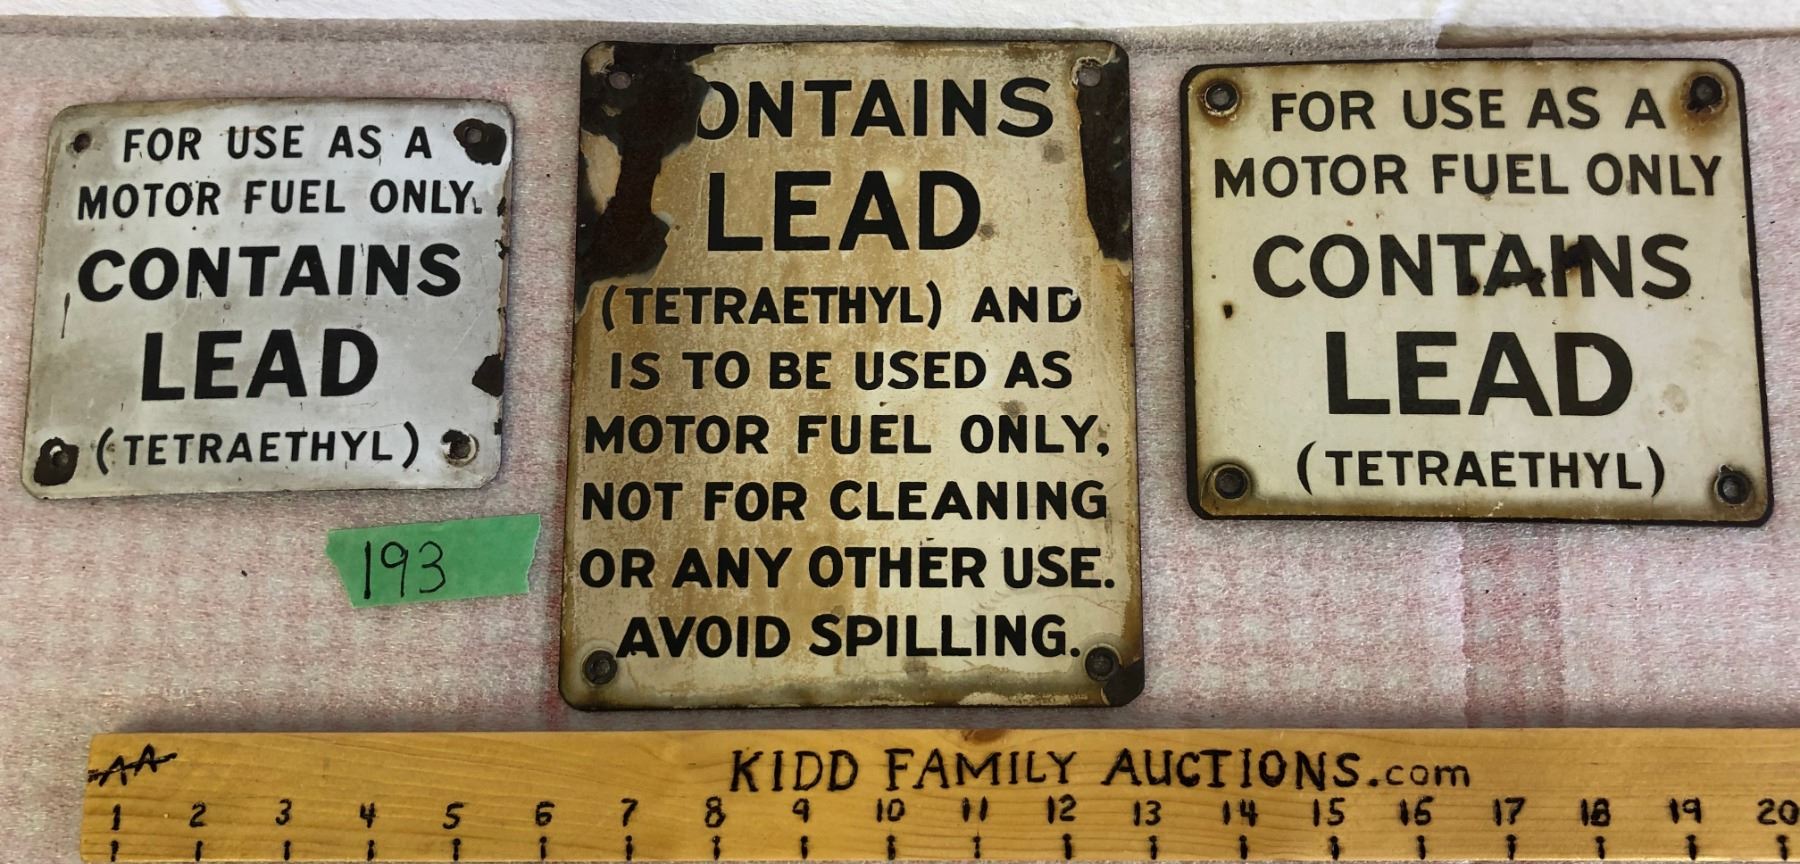 FOR USE AS A
MOTOR FUEL ONLY.
CONTAINS
LEAD
(TETRAETHYL)
ONTAINS
LEAD
(TETRAETHYL) AND
IS TO BE USED AS
MOTOR FUEL ONLY,
NOT FOR CLEANING
OR ANY OTHER USE.
AVOID SPILLING.
FOR USE AS A
MOTOR FUEL ONLY
CONTAINS
LEAD
(TETRAETHYL)
193
AA
KIDD FAMILY AUCTIONS.com
1 2 3 4 5 6 7 8 9 10 11 12 13 14 15 16 17 18 19 20